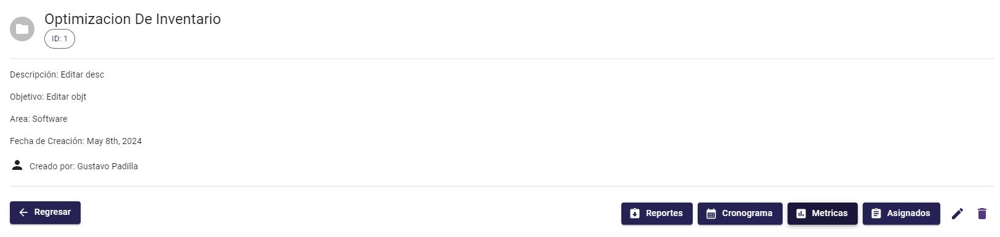 Optimizacion De Inventario
ID: 1
Descripción: Editar desc
Objetivo: Editar objt
Area: Software
Fecha de Creación: May 8th, 2024
Creado por: Gustavo Padilla
Regresar
Reportes
Cronograma
Metricas
Asignados